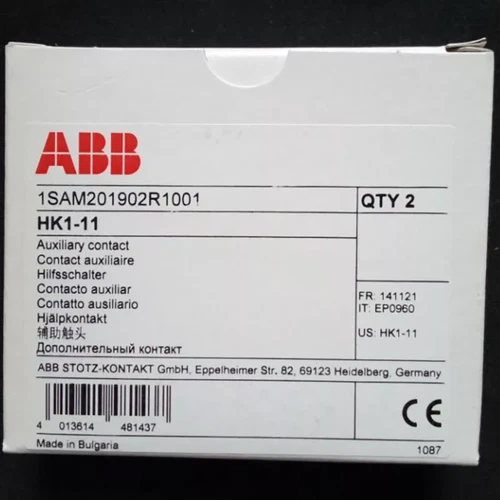 ABB
1SAM201902R1001
QTY 2
HK1-11
Auxiliary contact
Contact auxiliaire
Hilfsschalter
Contacto auxiliar
Contatto ausiliario
Hjälpkontakt
辅助触头
Дополнительный контакт
FR: 141121
IT: EP0960
US: HK1-11
ABB STOTZ-KONTAKT GmbH, Eppelheimer Str. 82, 69123 Heidelberg, Germany
4 013614 481437
CE
Made in Bulgaria
1087